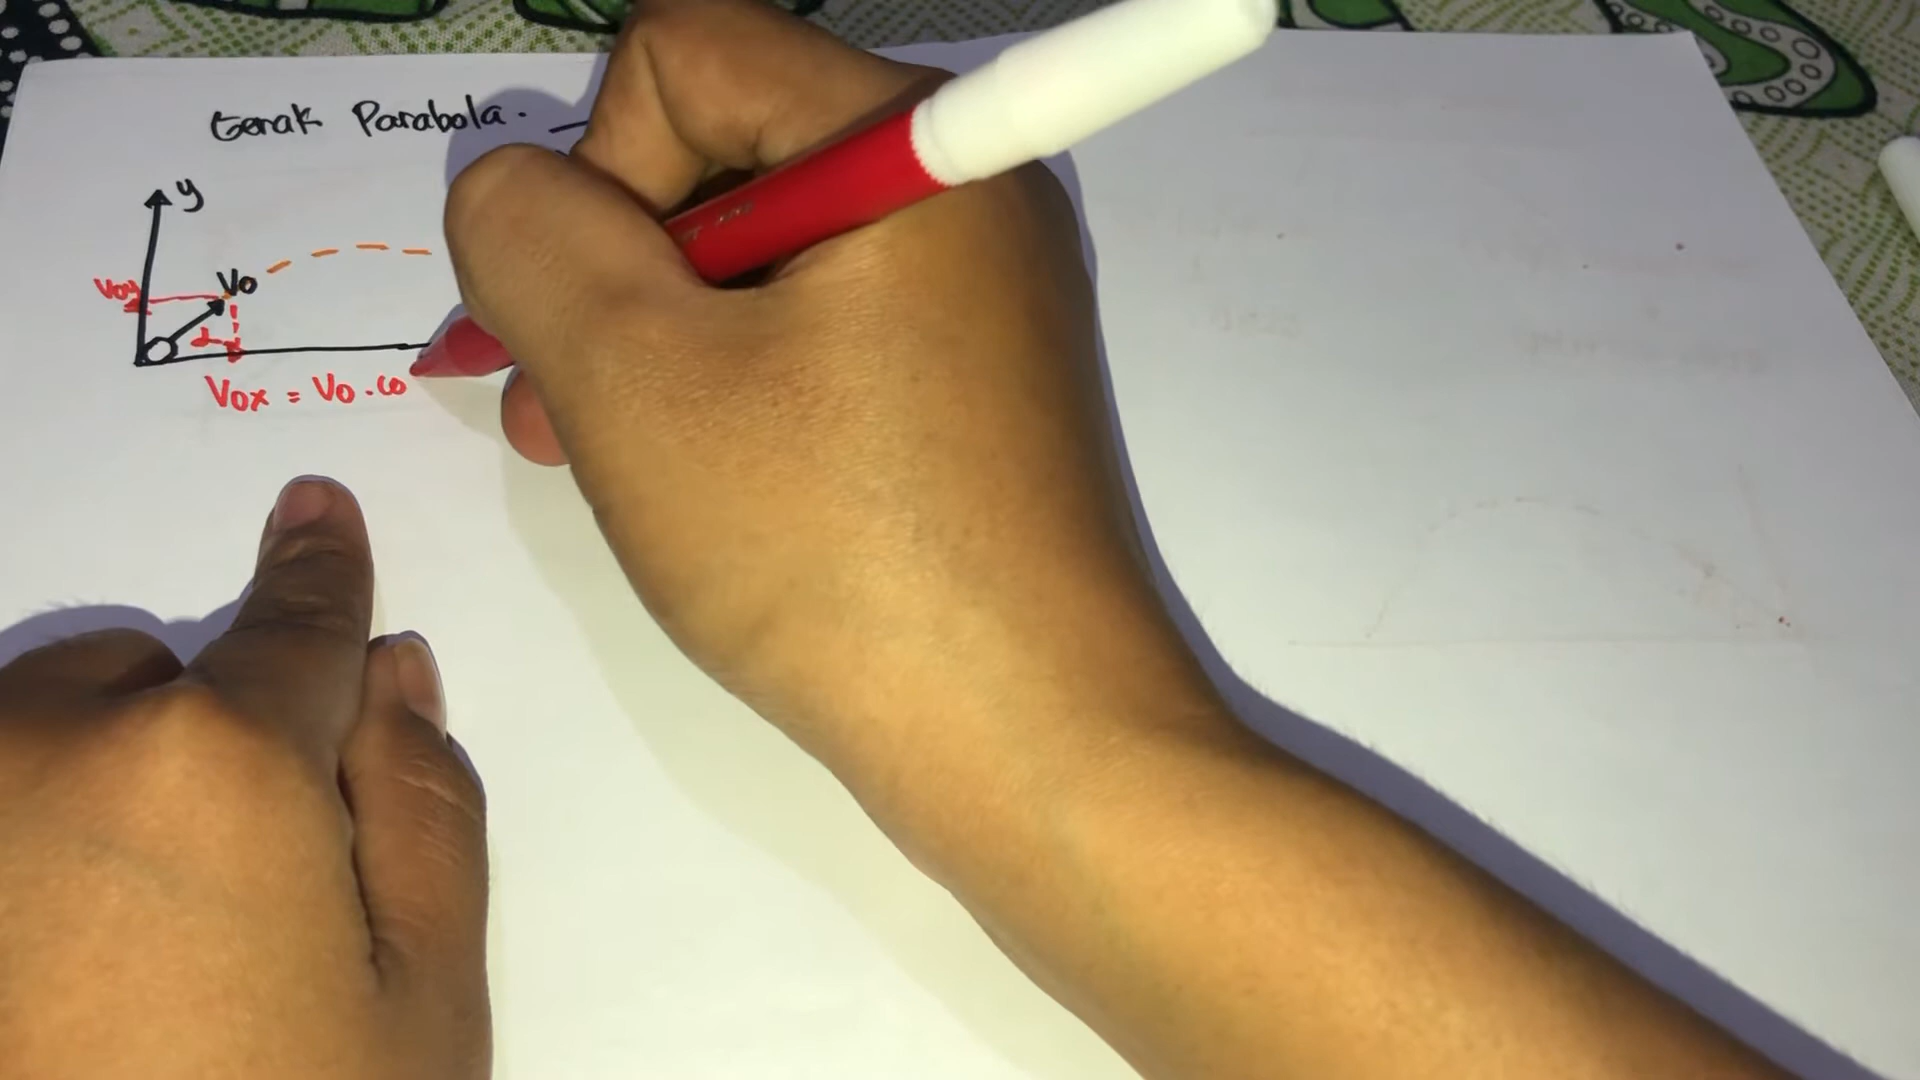 Gerak Parabola.
y
Vo
Voy
α
Vox = Vo . co